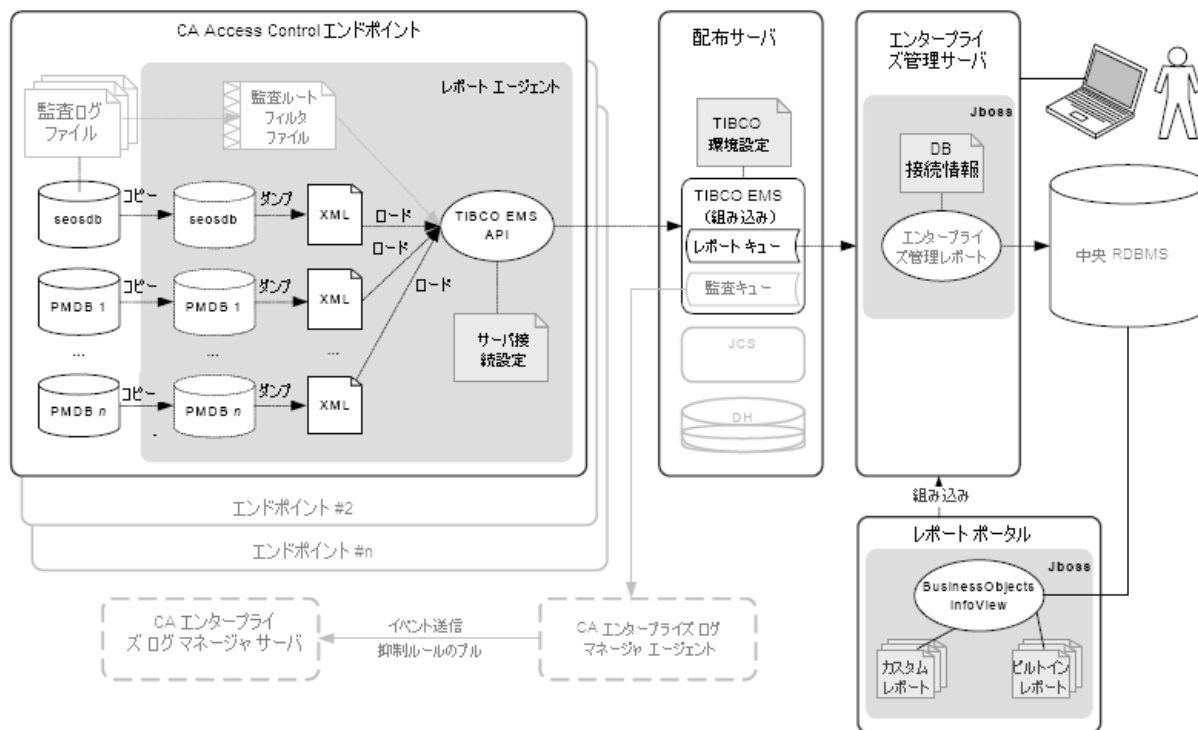 CA Access Control エンドポイント
レポート エージェント
監査ログ
ファイル
監査ルート
フィルタ
ファイル
seosdb
コピー
seosdb
ダンプ
XML
ロード
ロード
ロード
TIBCO EMS
API
PMDB 1
コピー
PMDB 1
ダンプ
XML
...
...
...
サーバ接
続設定
PMDB n
コピー
PMDB n
ダンプ
XML
エンドポイント #2
エンドポイント #n
配布サーバ
TIBCO
環境設定
TIBCO EMS
(組み込み)
レポート キュー
監査キュー
JCS
DH
エンタープライ
ズ管理サーバ
Jboss
DB
接続情報
エンタープライ
ズ管理レポート
中央 RDBMS
組み込み
レポート ポータル
Jboss
BusinessObjects
InfoView
カスタム
レポート
ビルトイン
レポート
CA エンタープライ
ズ ログ マネージャ サーバ
イベント送信
抑制ルールのプル
CA エンタープライズ ログ
マネージャ エージェント